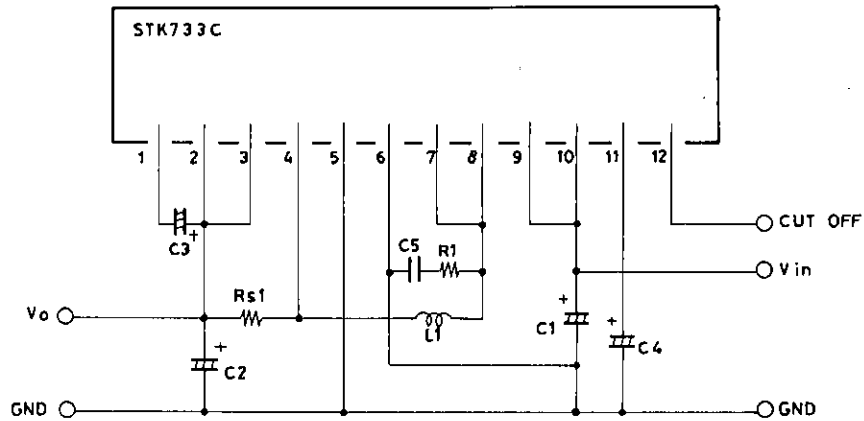 STK733C
1 2 3 4 5 6 7 8 9 10 11 12
C3 +
CUT OFF
C5 R1
Vin
Vo Rs1
L1
+ C1
+ C4
+ C2
GND GND